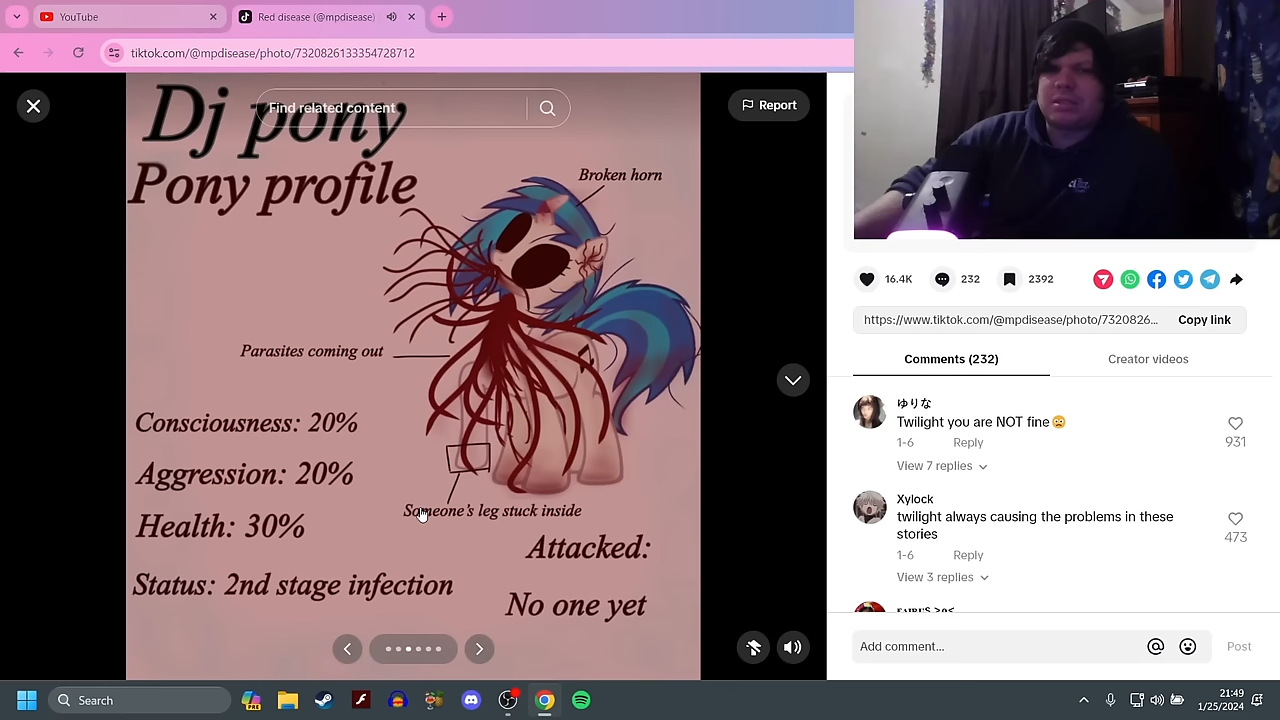 YouTube
Red disease (@mpdisease)
tiktok.com/@mpdisease/photo/7320826133354728712
Find related content
Report
Dj pony
Pony profile
Broken horn
Parasites coming out
Consciousness: 20%
Aggression: 20%
Health: 30%
Someone's leg stuck inside
Attacked:
Status: 2nd stage infection
No one yet
16.4K
232
2392
https://www.tiktok.com/@mpdisease/photo/7320826...
Copy link
Comments (232)
Creator videos
ゆりな
Twilight you are NOT fine
931
1-6
Reply
View 7 replies
Xylock
twilight always causing the problems in these
stories
473
1-6
Reply
View 3 replies
Add comment...
Post
Search
PRE
21:49
1/25/2024